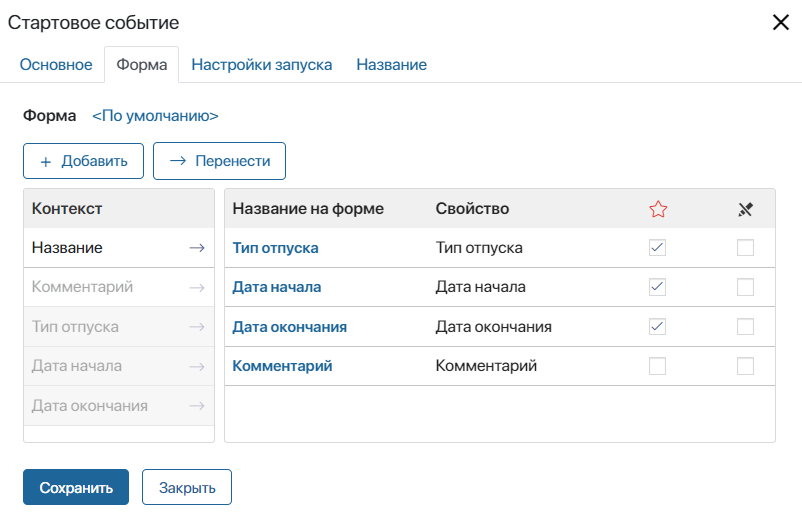 Стартовое событие
Основное Форма Настройки запуска Название
Форма <По умолчанию>
+ Добавить → Перенести
Контекст Название на форме Свойство
Название → Тип отпуска Тип отпуска
Комментарий → Дата начала Дата начала
Тип отпуска → Дата окончания Дата окончания
Дата начала → Комментарий Комментарий
Дата окончания →
Сохранить Закрыть